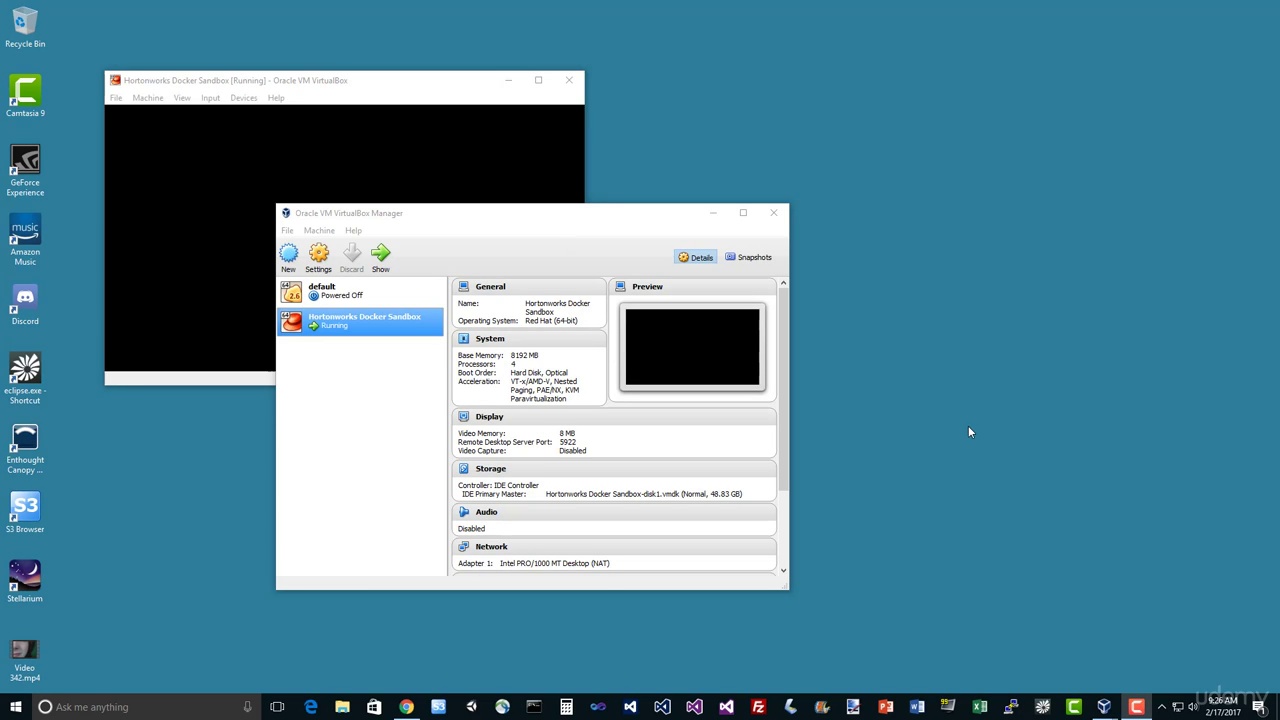 Recycle Bin
Camtasia 9
GeForce
Experience
music
Amazon
Music
Discord
eclipse.exe -
Shortcut
Enthought
Canopy ...
S3
S3 Browser
Stellarium
Video
342.mp4
Hortonworks Docker Sandbox [Running] - Oracle VM VirtualBox
File Machine View Input Devices Help
Oracle VM VirtualBox Manager
File Machine Help
New Settings Discard Show
Details Snapshots
64
2.6
default
Powered Off
64
Hortonworks Docker Sandbox
Running
General
Name: Hortonworks Docker
Sandbox
Operating System: Red Hat (64-bit)
System
Base Memory: 8192 MB
Processors: 4
Boot Order: Hard Disk, Optical
Acceleration: VT-x/AMD-V, Nested
Paging, PAE/NX, KVM
Paravirtualization
Preview
Display
Video Memory: 8 MB
Remote Desktop Server Port: 5922
Video Capture: Disabled
Storage
Controller: IDE Controller
IDE Primary Master: Hortonworks Docker Sandbox-disk1.vmdk (Normal, 48.83 GB)
Audio
Disabled
Network
Adapter 1: Intel PRO/1000 MT Desktop (NAT)
Ask me anything
9:26 AM
2/17/2017
udemy